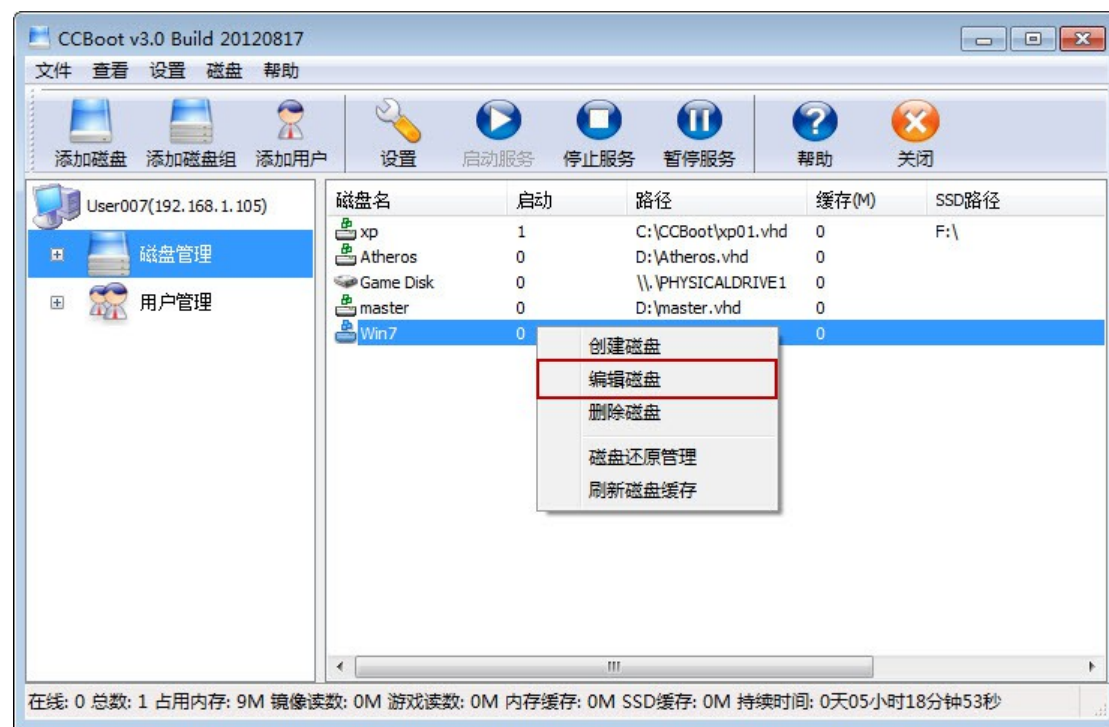 CCBoot v3.0 Build 20120817
文件 查看 设置 磁盘 帮助
添加磁盘 添加磁盘组 添加用户 设置 启动服务 停止服务 暂停服务 帮助 关闭
User007(192.168.1.105)
磁盘管理
用户管理
磁盘名 启动 路径 缓存(M) SSD路径
xp 1 C:\CCBoot\xp01.vhd 0 F:\
Atheros 0 D:\Atheros.vhd 0
Game Disk 0 \\.\PHYSICALDRIVE1 0
master 0 D:\master.vhd 0
Win7 0 0
创建磁盘
编辑磁盘
删除磁盘
磁盘还原管理
刷新磁盘缓存
在线: 0 总数: 1 占用内存: 9M 镜像读数: 0M 游戏读数: 0M 内存缓存: 0M SSD缓存: 0M 持续时间: 0天05小时18分钟53秒